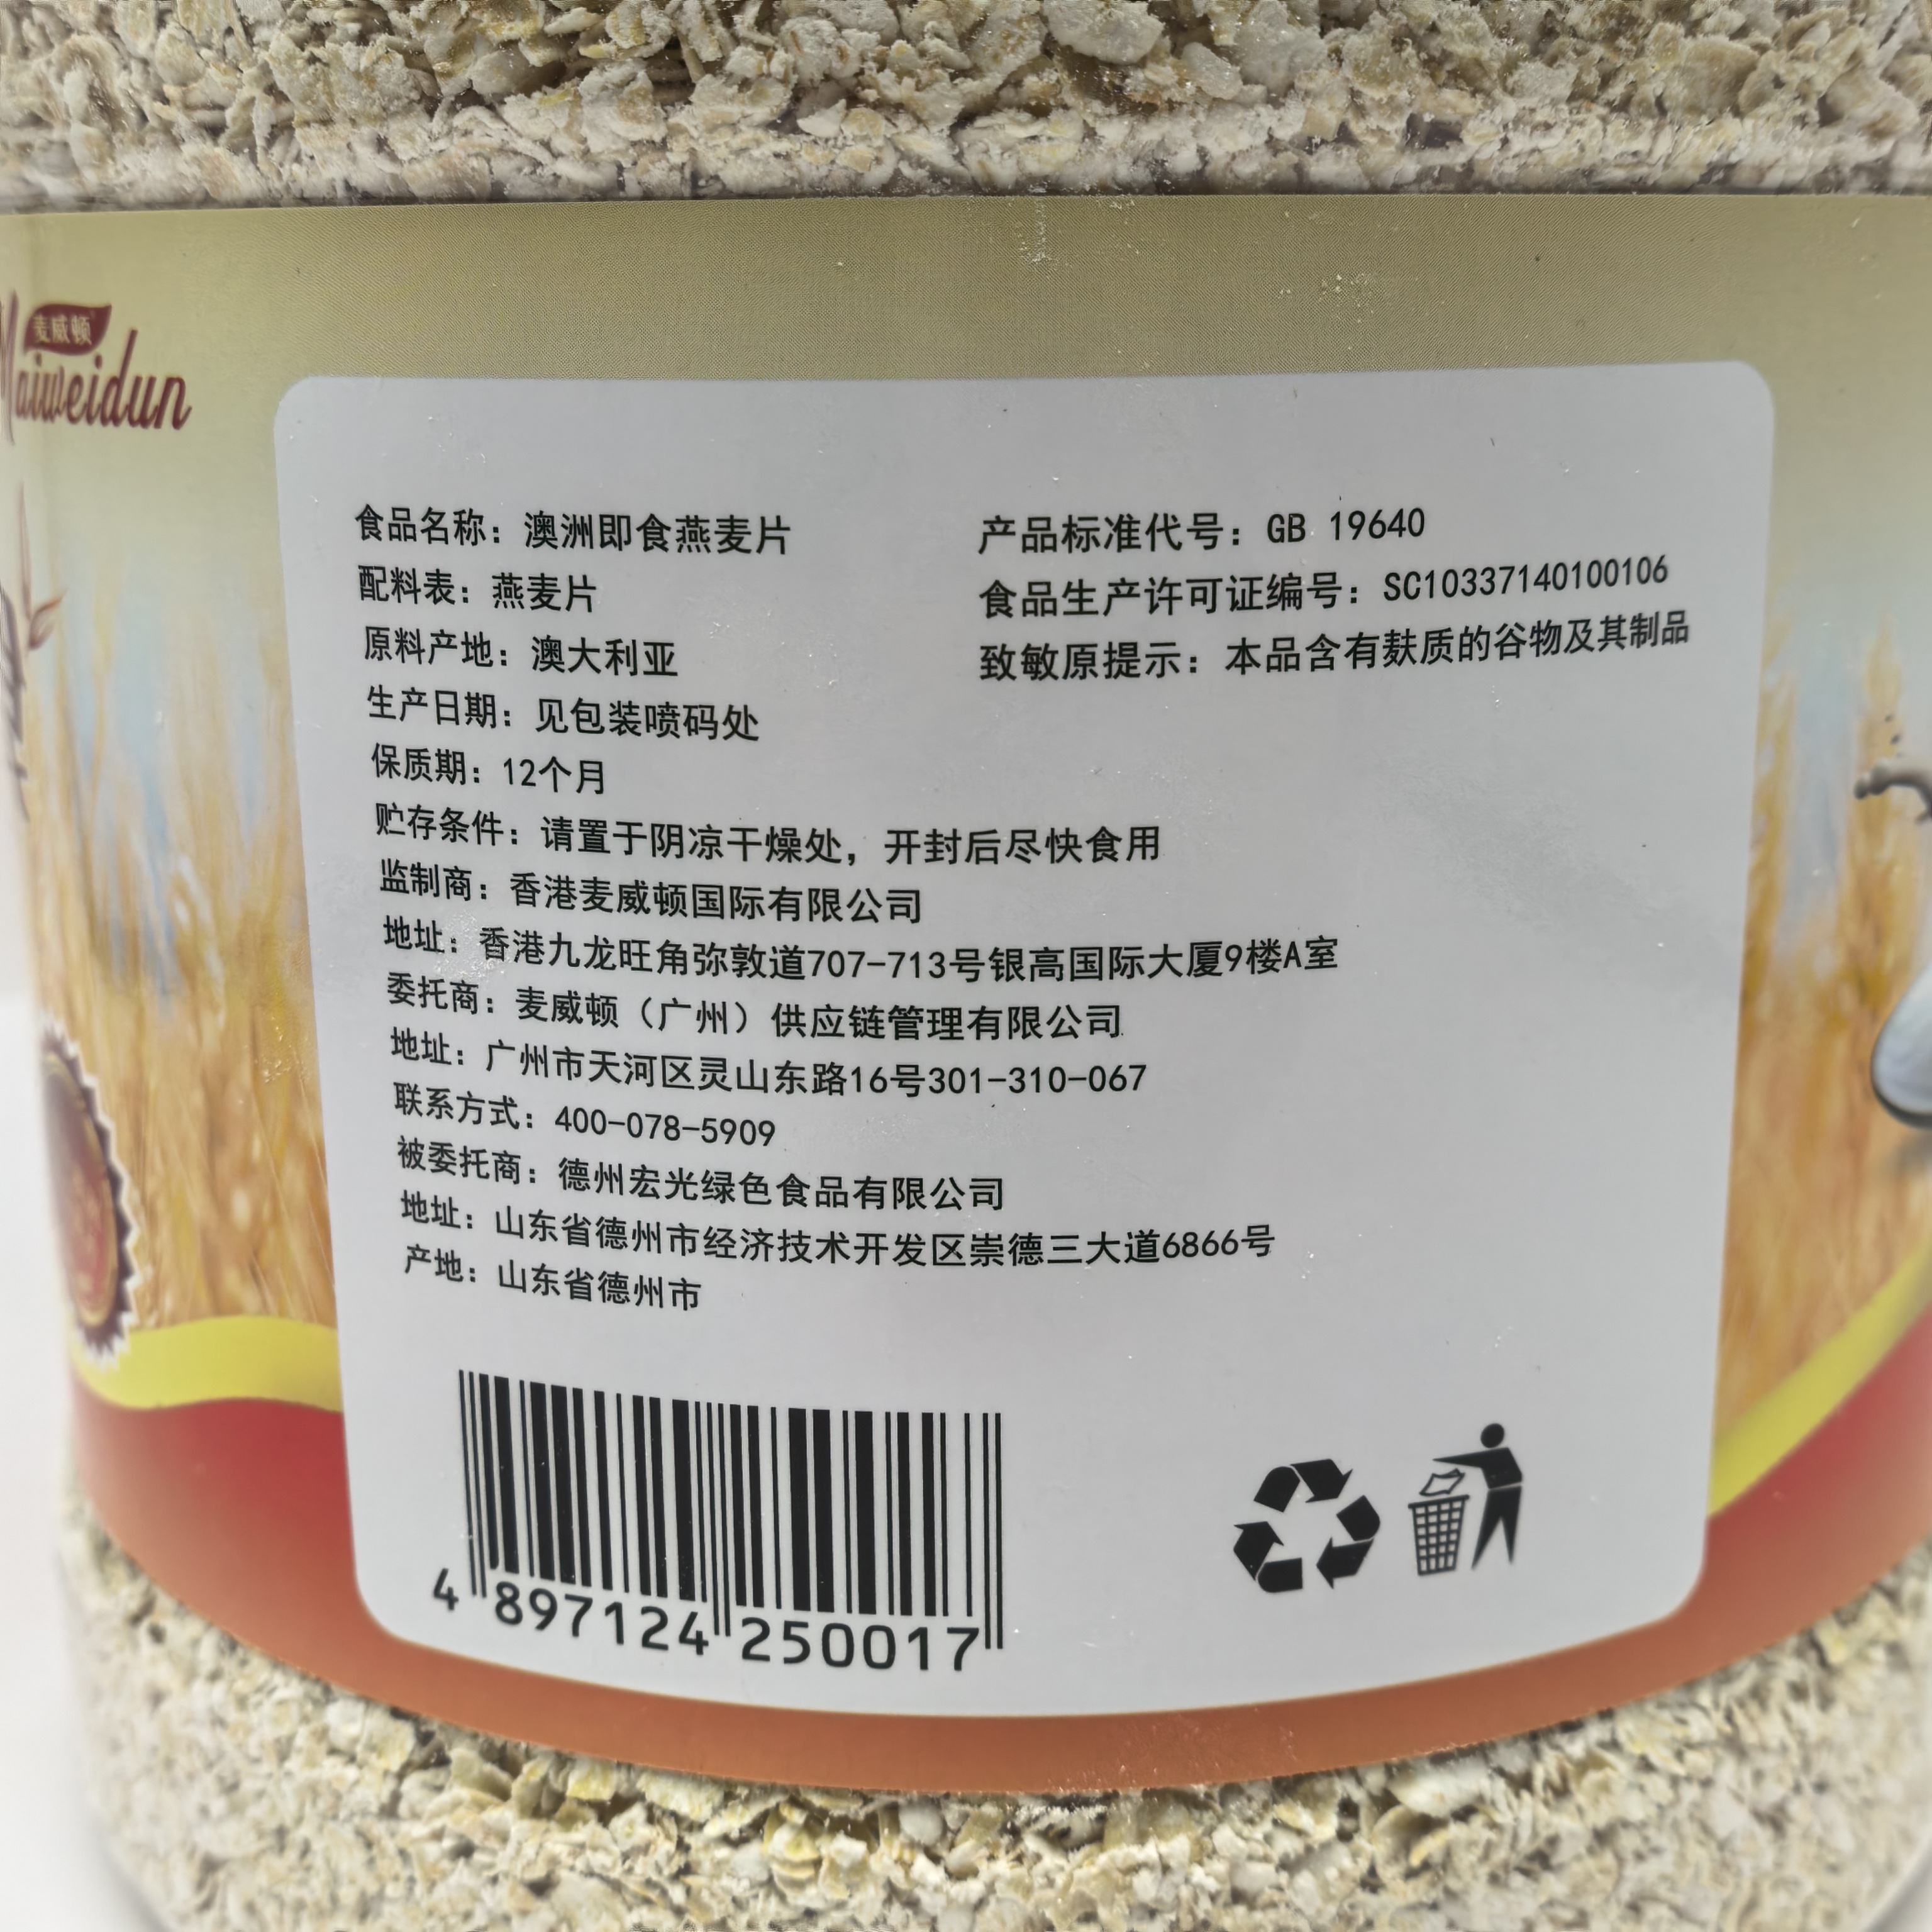 麦威顿
Maiweidun
食品名称：澳洲即食燕麦片
配料表：燕麦片
原料产地：澳大利亚
生产日期：见包装喷码处
保质期：12个月
贮存条件：请置于阴凉干燥处，开封后尽快食用
监制商：香港麦威顿国际有限公司
地址：香港九龙旺角弥敦道707-713号银高国际大厦9楼A室
委托商：麦威顿（广州）供应链管理有限公司
地址：广州市天河区灵山东路16号301-310-067
联系方式：400-078-5909
被委托商：德州宏光绿色食品有限公司
地址：山东省德州市经济技术开发区崇德三大道6866号
产地：山东省德州市
产品标准代号：GB 19640
食品生产许可证编号：SC10337140100106
致敏原提示：本品含有麸质的谷物及其制品
4 897124 250017